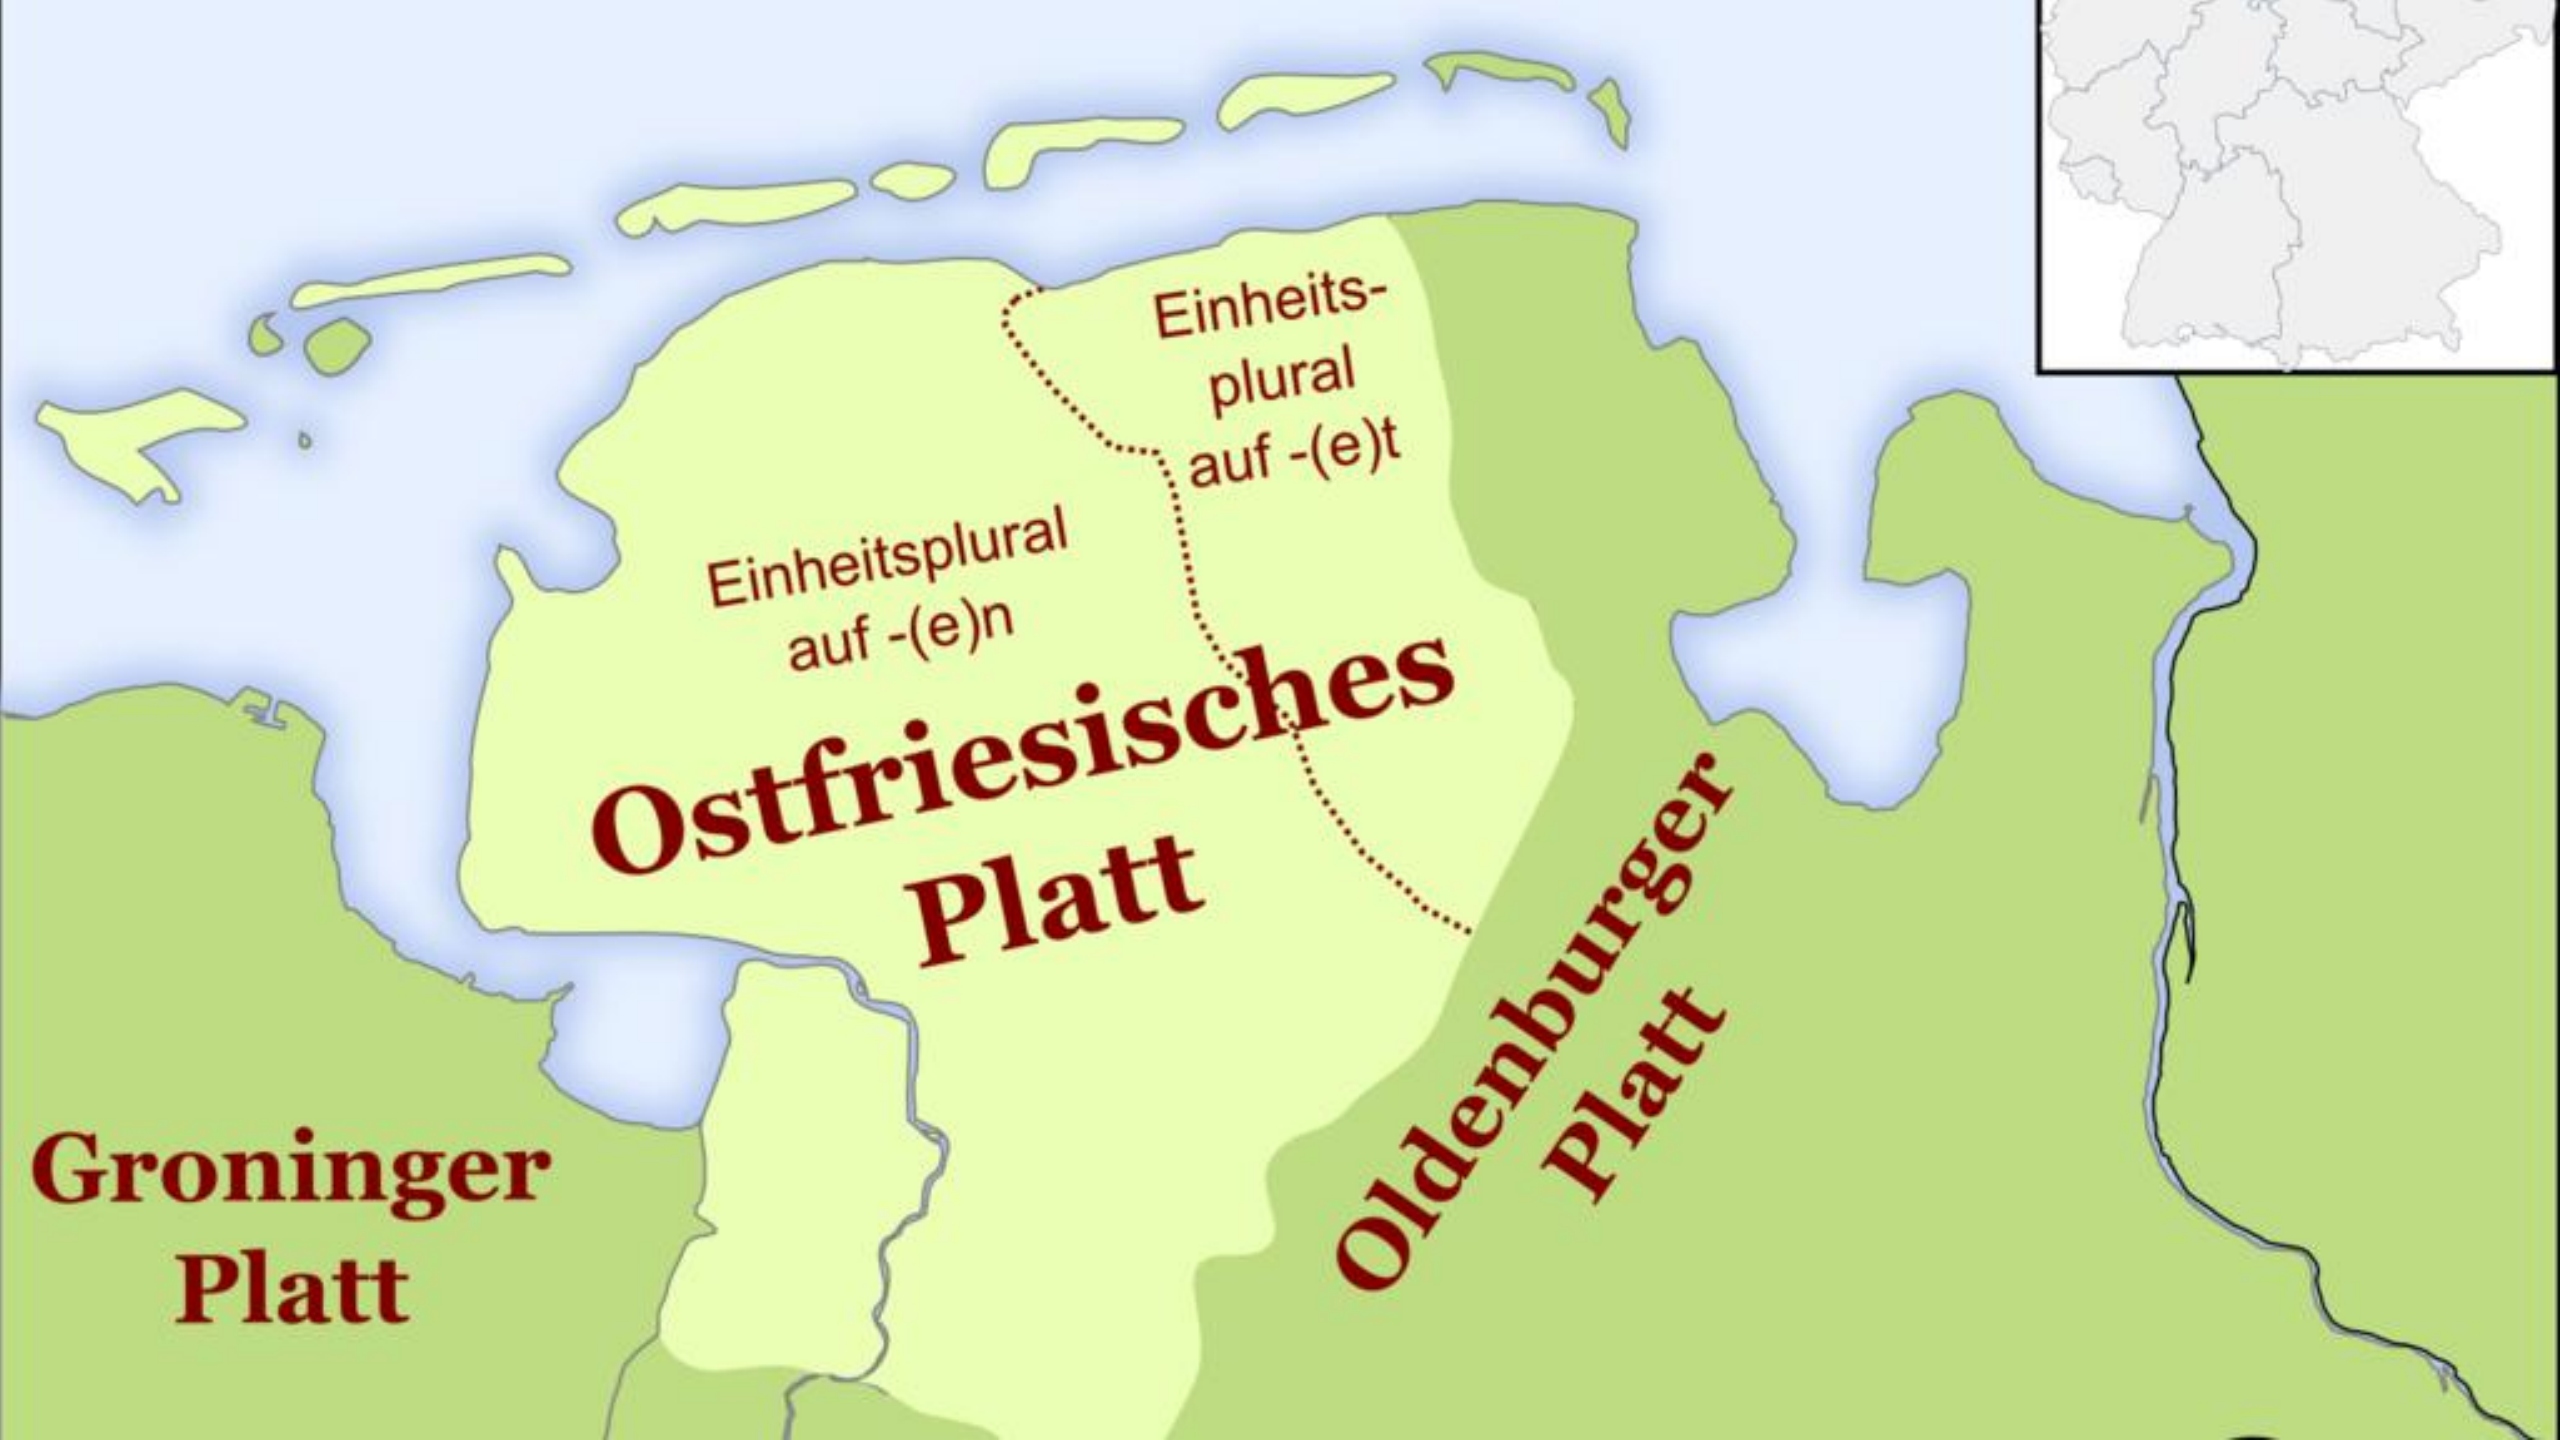 Einheits-
plural
auf -(e)t
Einheitsplural
auf -(e)n
Ostfriesisches
Platt
Oldenburger
Platt
Groninger
Platt